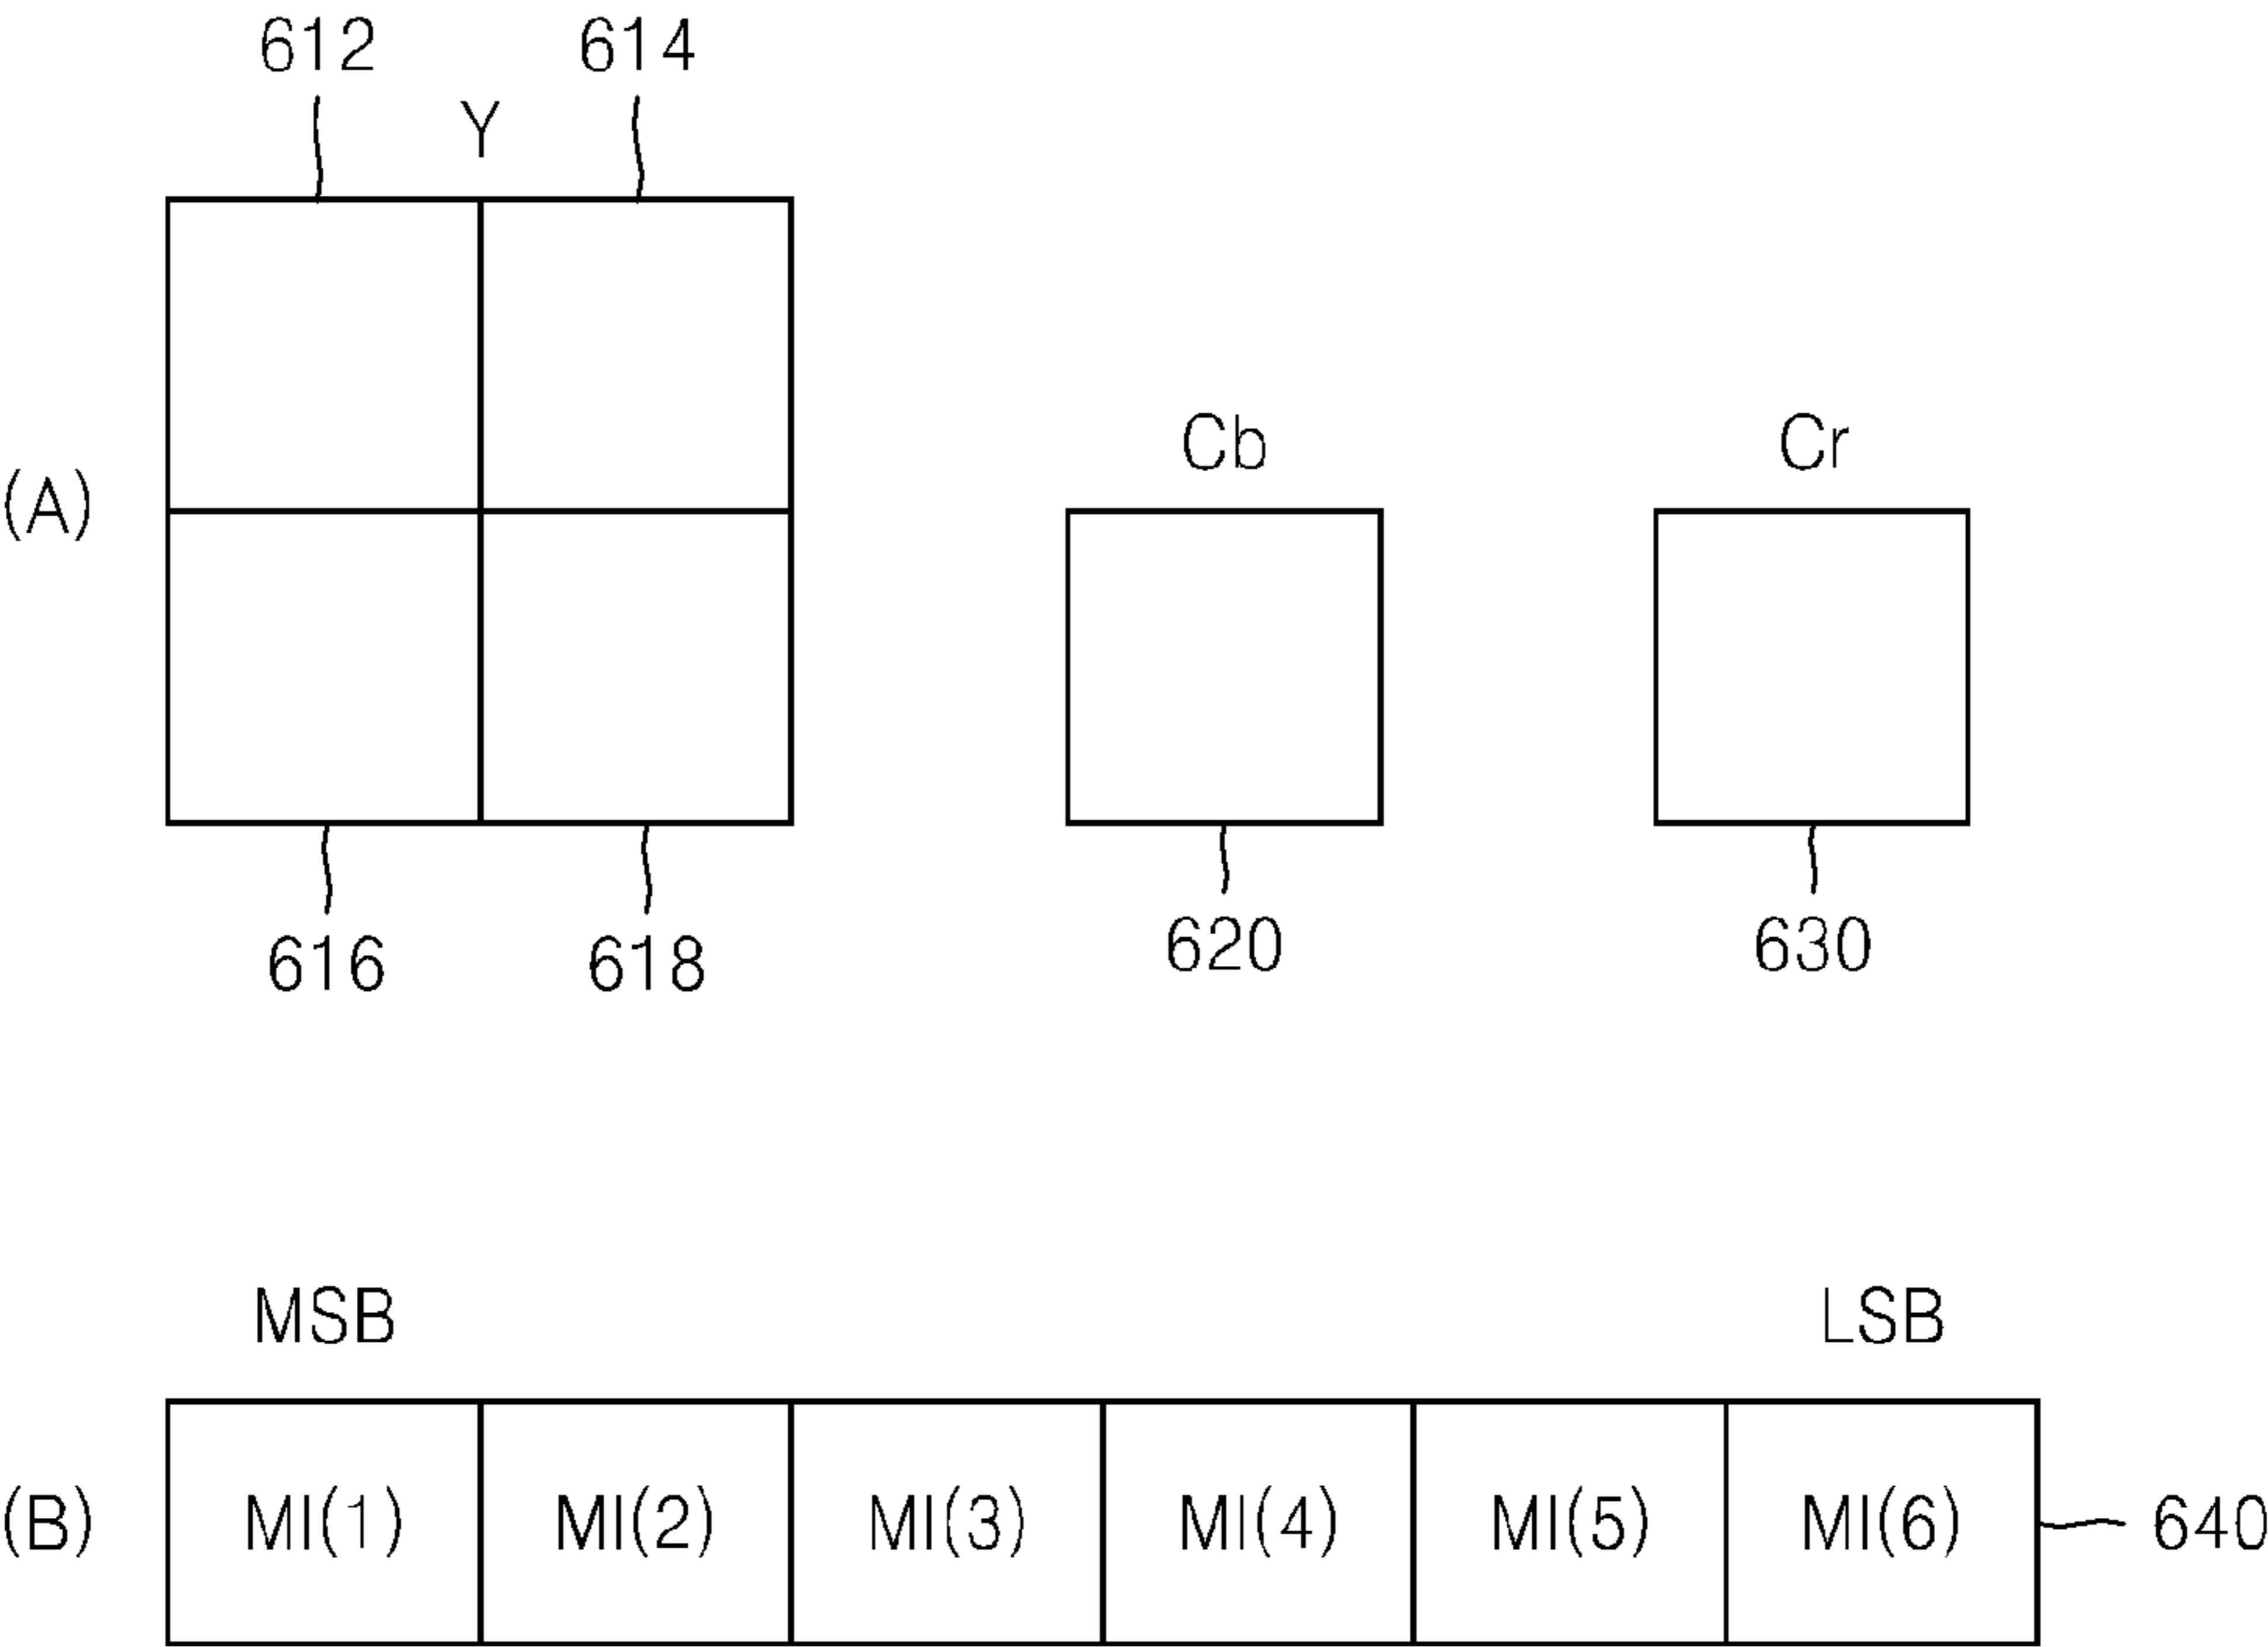 612 614
Y
Cb Cr
(A)
616 618 620 630
MSB LSB
(B) MI(1) MI(2) MI(3) MI(4) MI(5) MI(6) 640